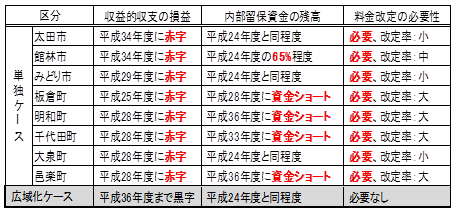 区分 収益的収支の損益 内部留保資金の残高 料金改定の必要性
単独ケース
太田市 平成34年度に赤字 平成24年度と同程度 必要、改定率:小
館林市 平成34年度に赤字 平成24年度の65%程度 必要、改定率:中
みどり市 平成29年度に赤字 平成24年度と同程度 必要、改定率:小
板倉町 平成25年度に赤字 平成28年度に資金ショート 必要、改定率:大
明和町 平成28年度に赤字 平成36年度に資金ショート 必要、改定率:大
千代田町 平成28年度に赤字 平成33年度に資金ショート 必要、改定率:大
大泉町 平成28年度に赤字 平成24年度と同程度 必要、改定率:小
邑楽町 平成28年度に赤字 平成36年度に資金ショート 必要、改定率:大
広域化ケース 平成36年度まで黒字 平成24年度と同程度 必要なし